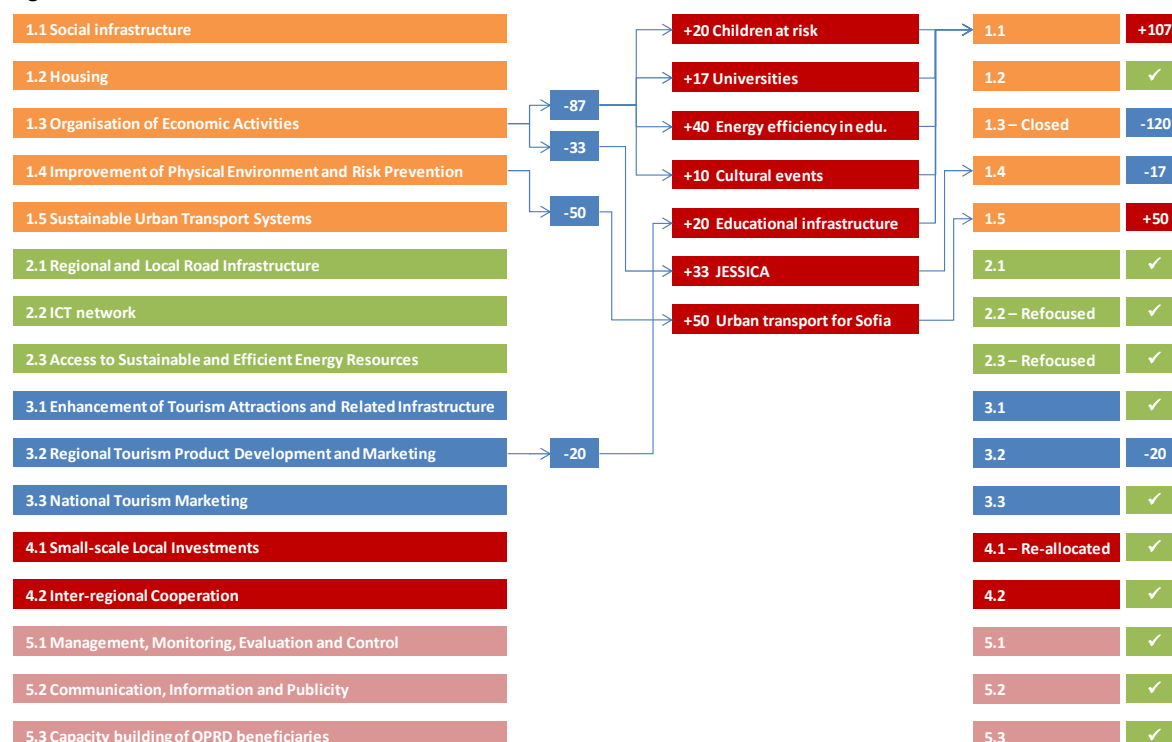 1.1 Social infrastructure
+20 Children at risk
1.1
+107
1.2 Housing
+17 Universities
1.2
✓
-87
1.3 Organisation of Economic Activities
+40 Energy efficiency in edu.
1.3 – Closed
-120
-33
1.4 Improvement of Physical Environment and Risk Prevention
+10 Cultural events
1.4
-17
-50
1.5 Sustainable Urban Transport Systems
+20 Educational infrastructure
1.5
+50
2.1 Regional and Local Road Infrastructure
+33 JESSICA
2.1
✓
2.2 ICT network
+50 Urban transport for Sofia
2.2 – Refocused
✓
2.3 Access to Sustainable and Efficient Energy Resources
2.3 – Refocused
✓
3.1 Enhancement of Tourism Attractions and Related Infrastructure
3.1
✓
3.2 Regional Tourism Product Development and Marketing
-20
3.2
-20
3.3 National Tourism Marketing
3.3
✓
4.1 Small-scale Local Investments
4.1 – Re-allocated
✓
4.2 Inter-regional Cooperation
4.2
✓
5.1 Management, Monitoring, Evaluation and Control
5.1
✓
5.2 Communication, Information and Publicity
5.2
✓
5.3 Capacity building of OPRD beneficiaries
5.3
✓